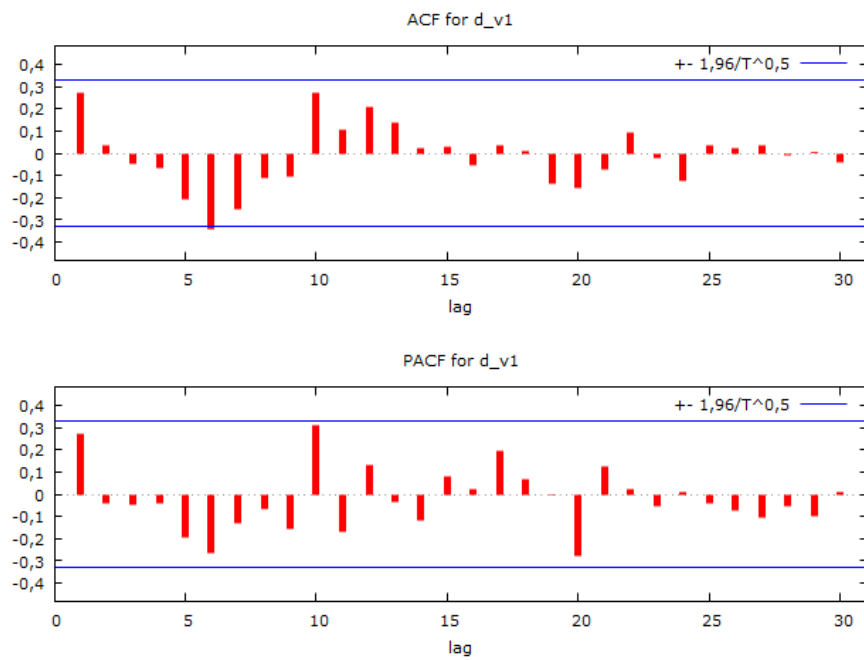 ACF for d_v1
+- 1,96/T^0,5
0,4
0,3
0,2
0,1
0
-0,1
-0,2
-0,3
-0,4
0 5 10 15 20 25 30
lag
PACF for d_v1
+- 1,96/T^0,5
0,4
0,3
0,2
0,1
0
-0,1
-0,2
-0,3
-0,4
0 5 10 15 20 25 30
lag